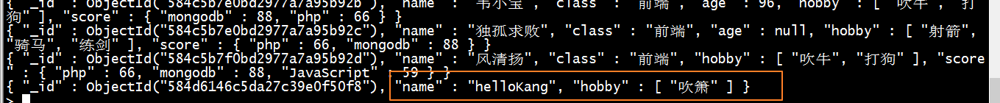 { "_id" : ObjectId("584c5b7e0bd2977a7a95b92b"), "name" : "韦小宝", "class" : "前端", "age" : 96, "hobby" : [ "吹牛", "打
狗" ], "score" : { "mongodb" : 88, "php" : 66 } }
{ "_id" : ObjectId("584c5b7e0bd2977a7a95b92c"), "name" : "独孤求败", "class" : "前端", "age" : null, "hobby" : [ "射箭",
"骑马", "练剑" ], "score" : { "php" : 66, "mongodb" : 88 } }
{ "_id" : ObjectId("584c5b7f0bd2977a7a95b92d"), "name" : "风清扬", "class" : "前端", "hobby" : [ "吹牛", "打狗" ], "score
" : { "php" : 66, "mongodb" : 88, "JavaScript" : 59 } }
{ "_id" : ObjectId("584d6146c5da27c39e0f50f8"), "name" : "helloKang", "hobby" : [ "吹箫" ] }
>